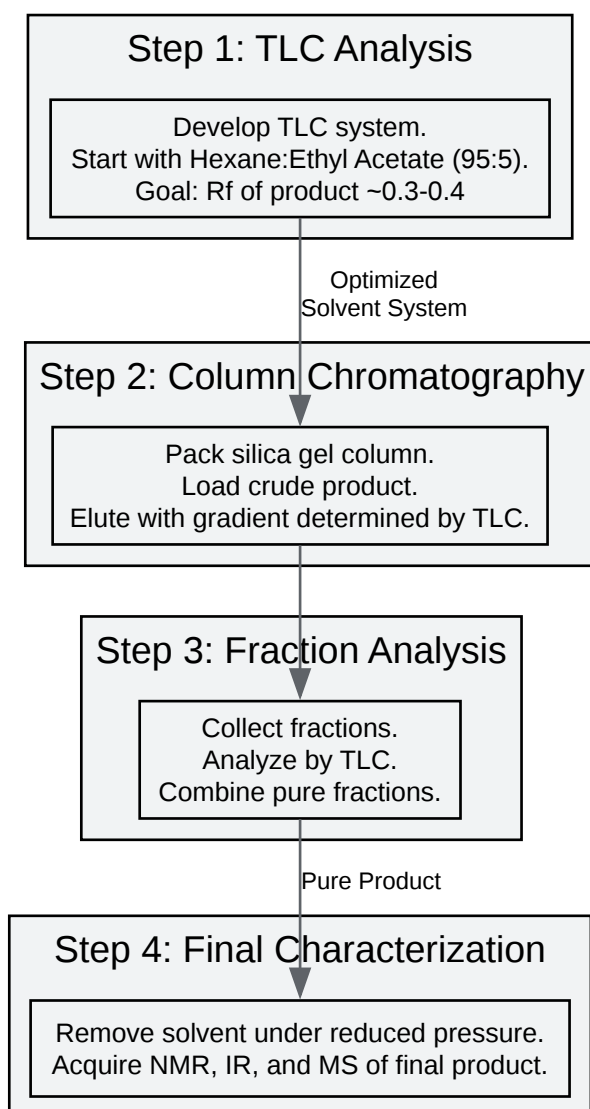 Step 1: TLC Analysis
Develop TLC system.
Start with Hexane:Ethyl Acetate (95:5).
Goal: Rf of product ~0.3-0.4
Optimized
Solvent System
Step 2: Column Chromatography
Pack silica gel column.
Load crude product.
Elute with gradient determined by TLC.
Step 3: Fraction Analysis
Collect fractions.
Analyze by TLC.
Combine pure fractions.
Pure Product
Step 4: Final Characterization
Remove solvent under reduced pressure.
Acquire NMR, IR, and MS of final product.